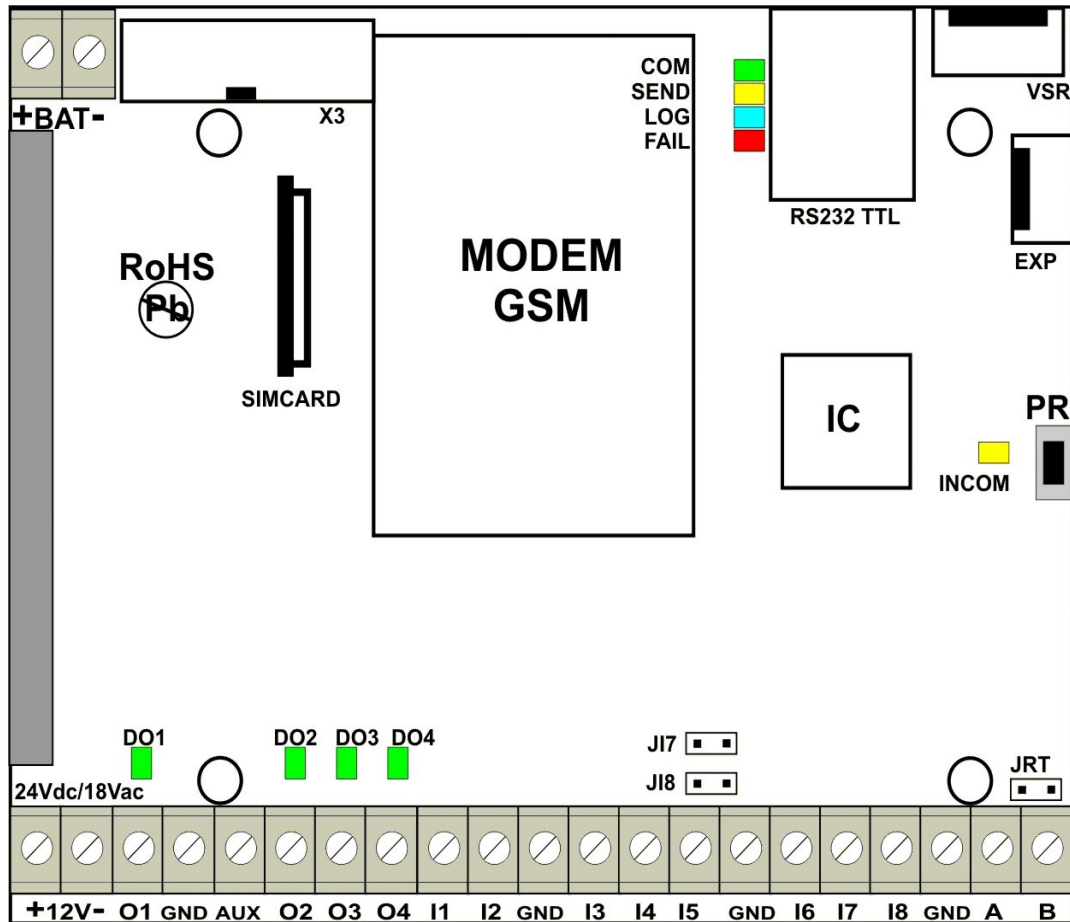 +BAT-
X3
COM
SEND
LOG
FAIL
RS232 TTL
VSR
EXP
RoHS
Pb
SIMCARD
MODEM
GSM
IC
PR
INCOM
DO1 DO2 DO3 DO4
JI7
JI8
JRT
24Vdc/18Vac
+12V- O1 GND AUX O2 O3 O4 I1 I2 GND I3 I4 I5 GND I6 I7 I8 GND A B